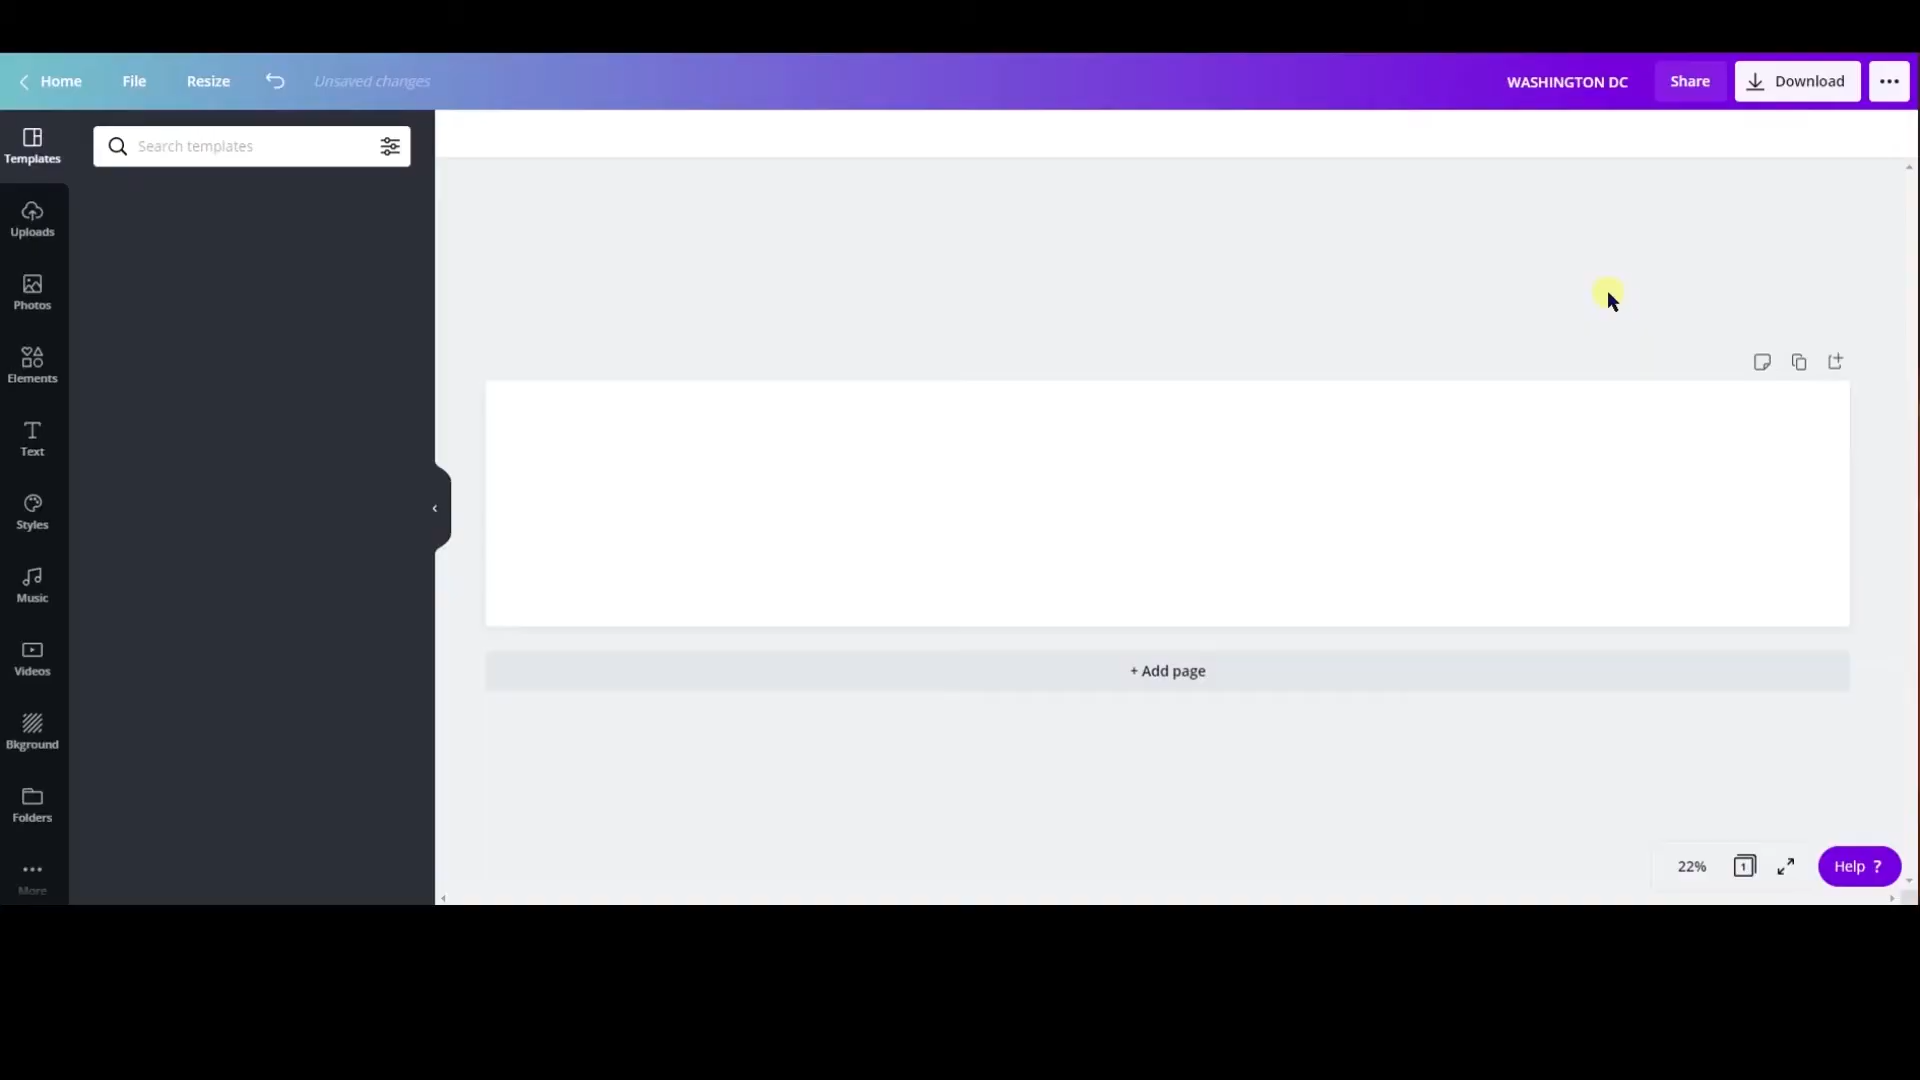 Home File Resize Unsaved changes WASHINGTON DC Share Download
Templates
Search templates
Uploads
Photos
Elements
Text
Styles
Music
Videos
Bkground
Folders
More
+ Add page
22% 1 Help ?